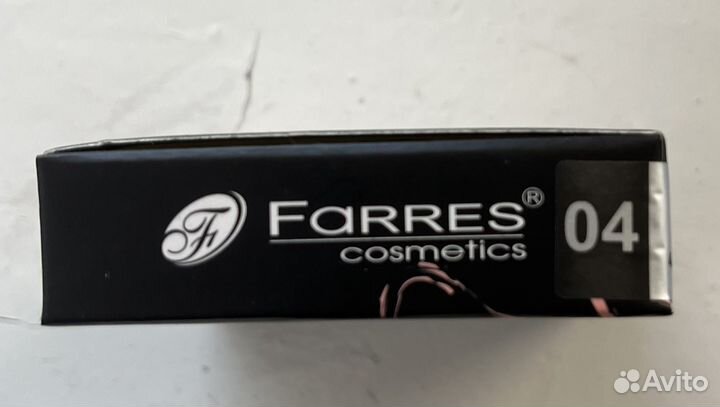 F
FaRRES®
cosmetics
04
Avito